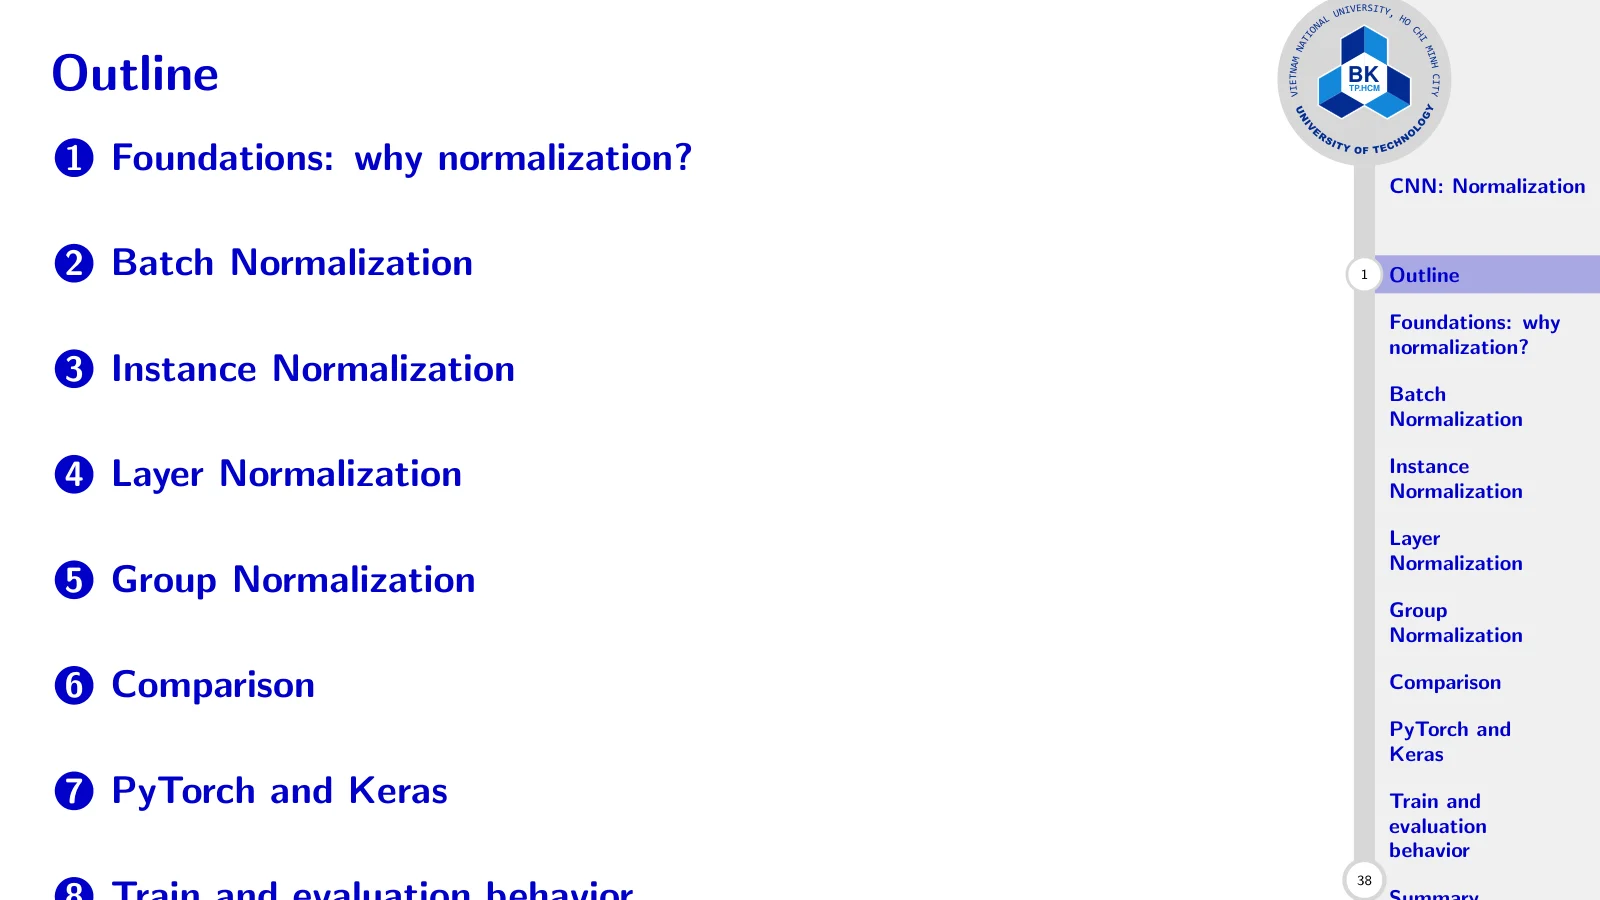 Outline
1 Foundations: why normalization?
2 Batch Normalization
3 Instance Normalization
4 Layer Normalization
5 Group Normalization
6 Comparison
7 PyTorch and Keras
8 Train and evaluation behavior
VIETNAM NATIONAL UNIVERSITY, HO CHI MINH CITY
BK
TP.HCM
UNIVERSITY OF TECHNOLOGY
CNN: Normalization
1
Outline
Foundations: why
normalization?
Batch
Normalization
Instance
Normalization
Layer
Normalization
Group
Normalization
Comparison
PyTorch and
Keras
Train and
evaluation
behavior
38
Summary